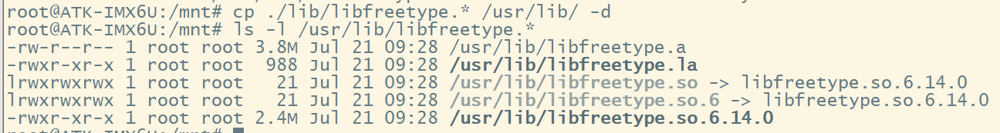 root@ATK-IMX6U:/mnt# cp ./lib/libfreetype.* /usr/lib/ -d
root@ATK-IMX6U:/mnt# ls -l /usr/lib/libfreetype.*
-rw-r--r-- 1 root root 3.8M Jul 21 09:28 /usr/lib/libfreetype.a
-rwxr-xr-x 1 root root  988 Jul 21 09:28 /usr/lib/libfreetype.la
lrwxrwxrwx 1 root root   21 Jul 21 09:28 /usr/lib/libfreetype.so -> libfreetype.so.6.14.0
lrwxrwxrwx 1 root root   21 Jul 21 09:28 /usr/lib/libfreetype.so.6 -> libfreetype.so.6.14.0
-rwxr-xr-x 1 root root 2.4M Jul 21 09:28 /usr/lib/libfreetype.so.6.14.0
root@ATK-IMX6U:/mnt#